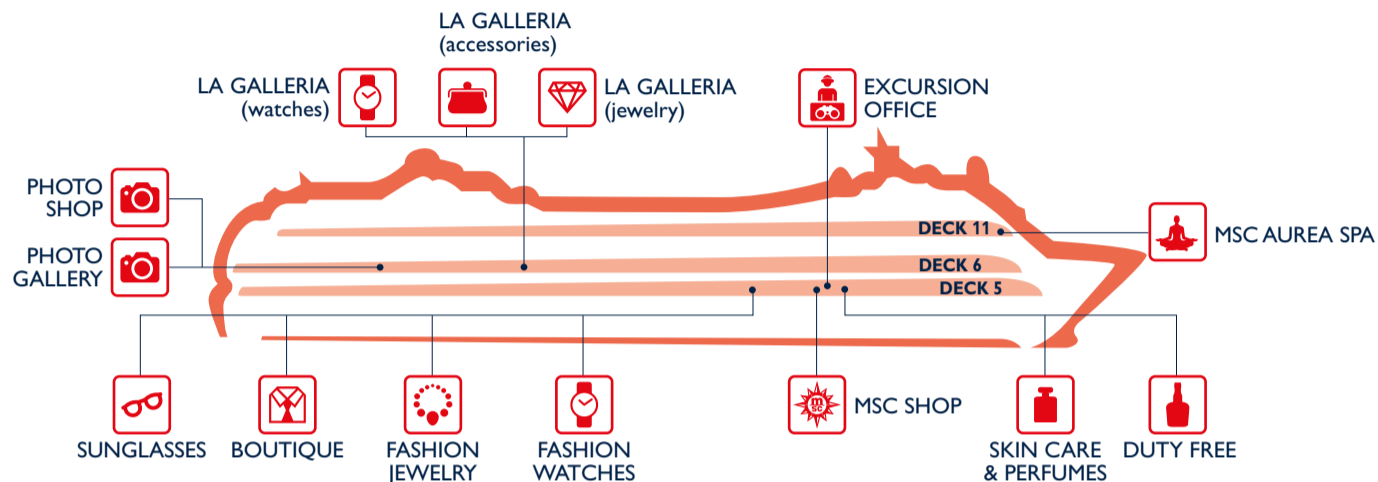 LA GALLERIA
(accessories)
LA GALLERIA
(watches)
LA GALLERIA
(jewelry)
EXCURSION
OFFICE
PHOTO
SHOP
PHOTO
GALLERY
DECK 11
MSC AUREA SPA
DECK 6
DECK 5
SUNGLASSES
BOUTIQUE
FASHION
JEWELRY
FASHION
WATCHES
m
sc
MSC SHOP
SKIN CARE
& PERFUMES
DUTY FREE